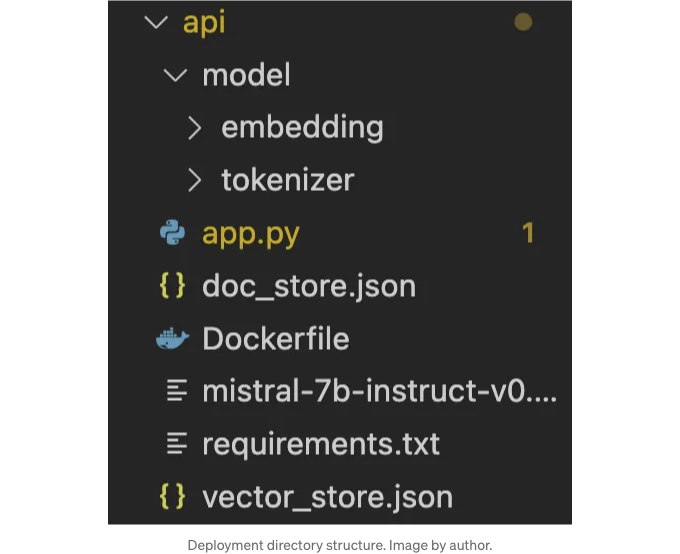 api
model
embedding
tokenizer
app.py 1
{} doc_store.json
Dockerfile
mistral-7b-instruct-v0....
requirements.txt
{} vector_store.json
Deployment directory structure. Image by author.